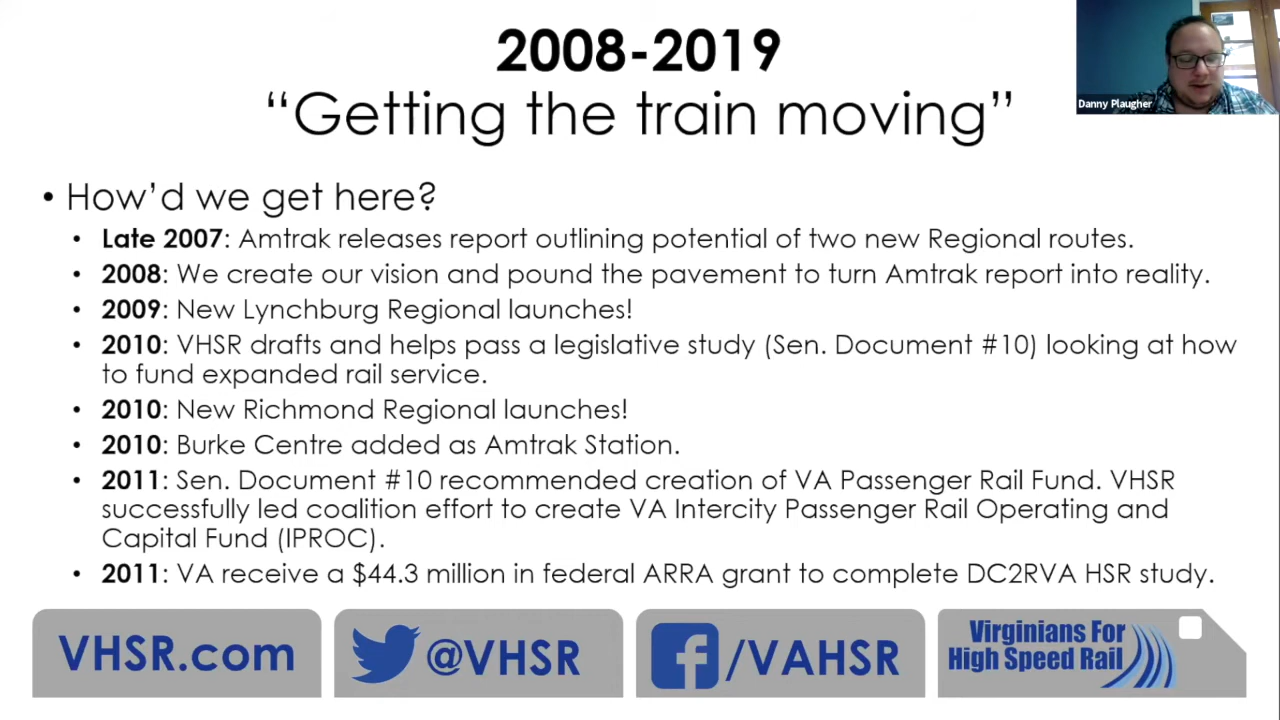 2008-2019
“Getting the train moving”
Danny Plaugher
• How’d we get here?
• Late 2007: Amtrak releases report outlining potential of two new Regional routes.
• 2008: We create our vision and pound the pavement to turn Amtrak report into reality.
• 2009: New Lynchburg Regional launches!
• 2010: VHSR drafts and helps pass a legislative study (Sen. Document #10) looking at how
to fund expanded rail service.
• 2010: New Richmond Regional launches!
• 2010: Burke Centre added as Amtrak Station.
• 2011: Sen. Document #10 recommended creation of VA Passenger Rail Fund. VHSR
successfully led coalition effort to create VA Intercity Passenger Rail Operating and
Capital Fund (IPROC).
• 2011: VA receive a $44.3 million in federal ARRA grant to complete DC2RVA HSR study.
VHSR.com
@VHSR
/VAHSR
Virginians For
High Speed Rail